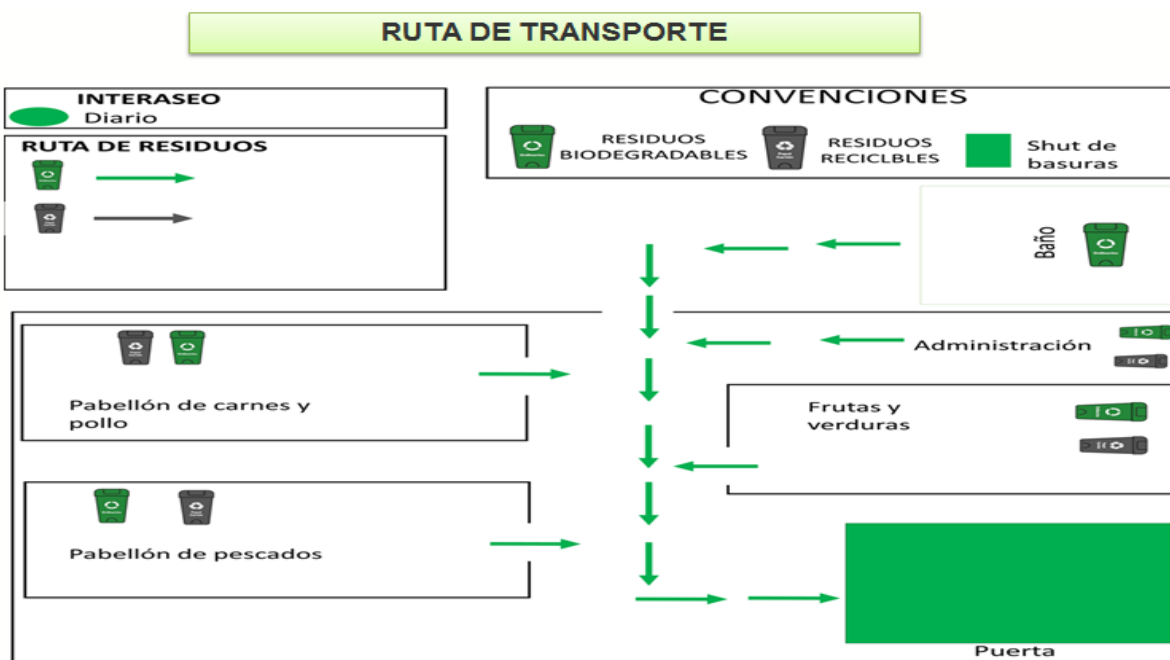 RUTA DE TRANSPORTE
INTERASEO
Diario
RUTA DE RESIDUOS
CONVENCIONES
RESIDUOS
BIODEGRADABLES
RESIDUOS
RECICLBLES
Shut de
basuras
Baño
Administración
Pabellón de carnes y
pollo
Frutas y
verduras
Pabellón de pescados
Puerta